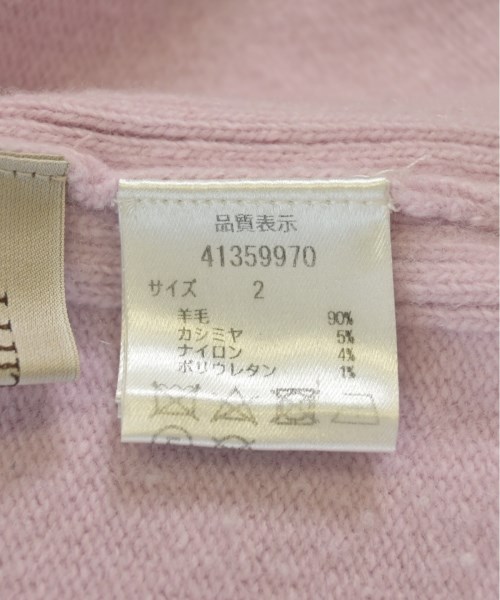 品質表示
41359970
サイズ 2
羊毛 90%
カシミヤ 5%
ナイロン 4%
ポリウレタン 1%